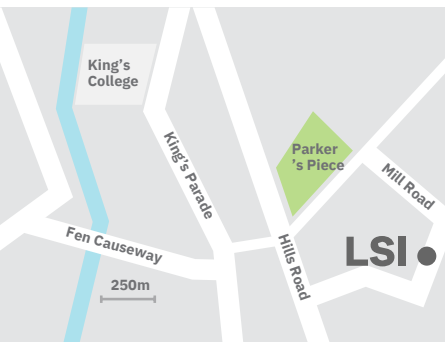 King's
College
Parker
's Piece
King's Parade
Mill Road
Fen Causeway
Hills Road
LSI
250m